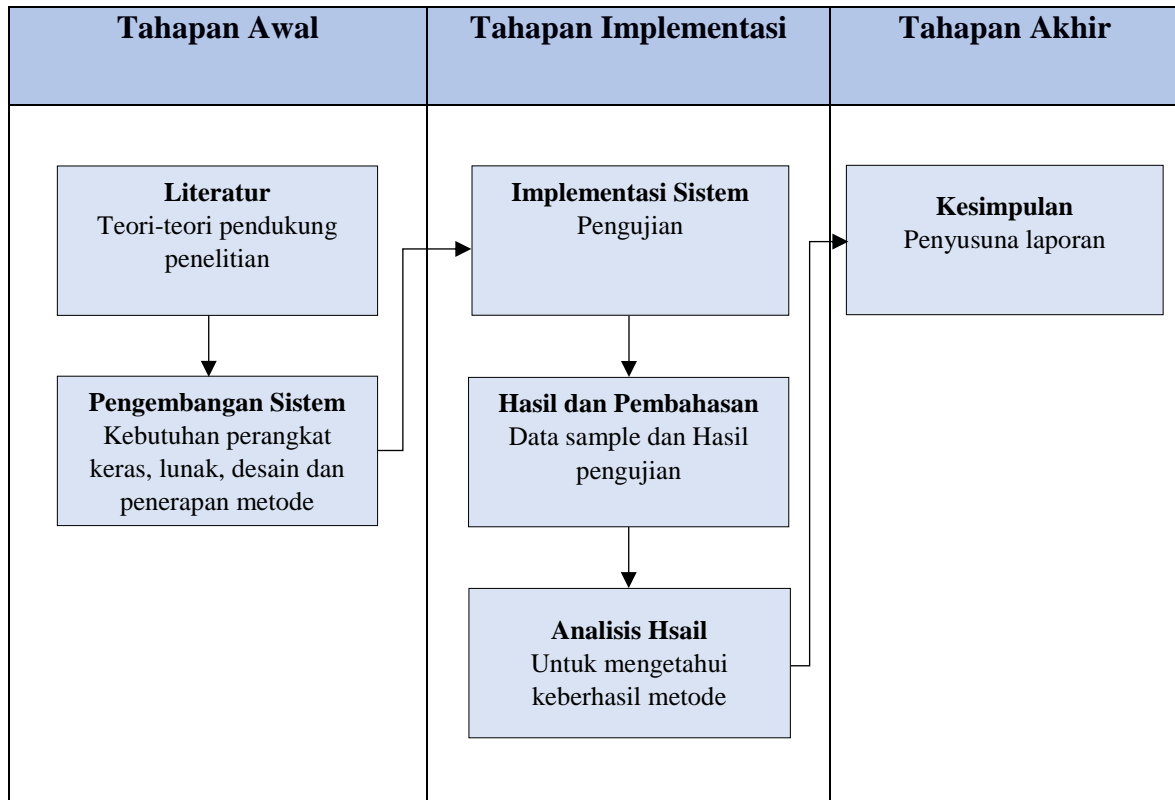 Tahapan Awal
Tahapan Implementasi
Tahapan Akhir
Literatur
Teori-teori pendukung
penelitian
Pengembangan Sistem
Kebutuhan perangkat
keras, lunak, desain dan
penerapan metode
Implementasi Sistem
Pengujian
Hasil dan Pembahasan
Data sample dan Hasil
pengujian
Analisis Hsail
Untuk mengetahui
keberhasil metode
Kesimpulan
Penyusuna laporan